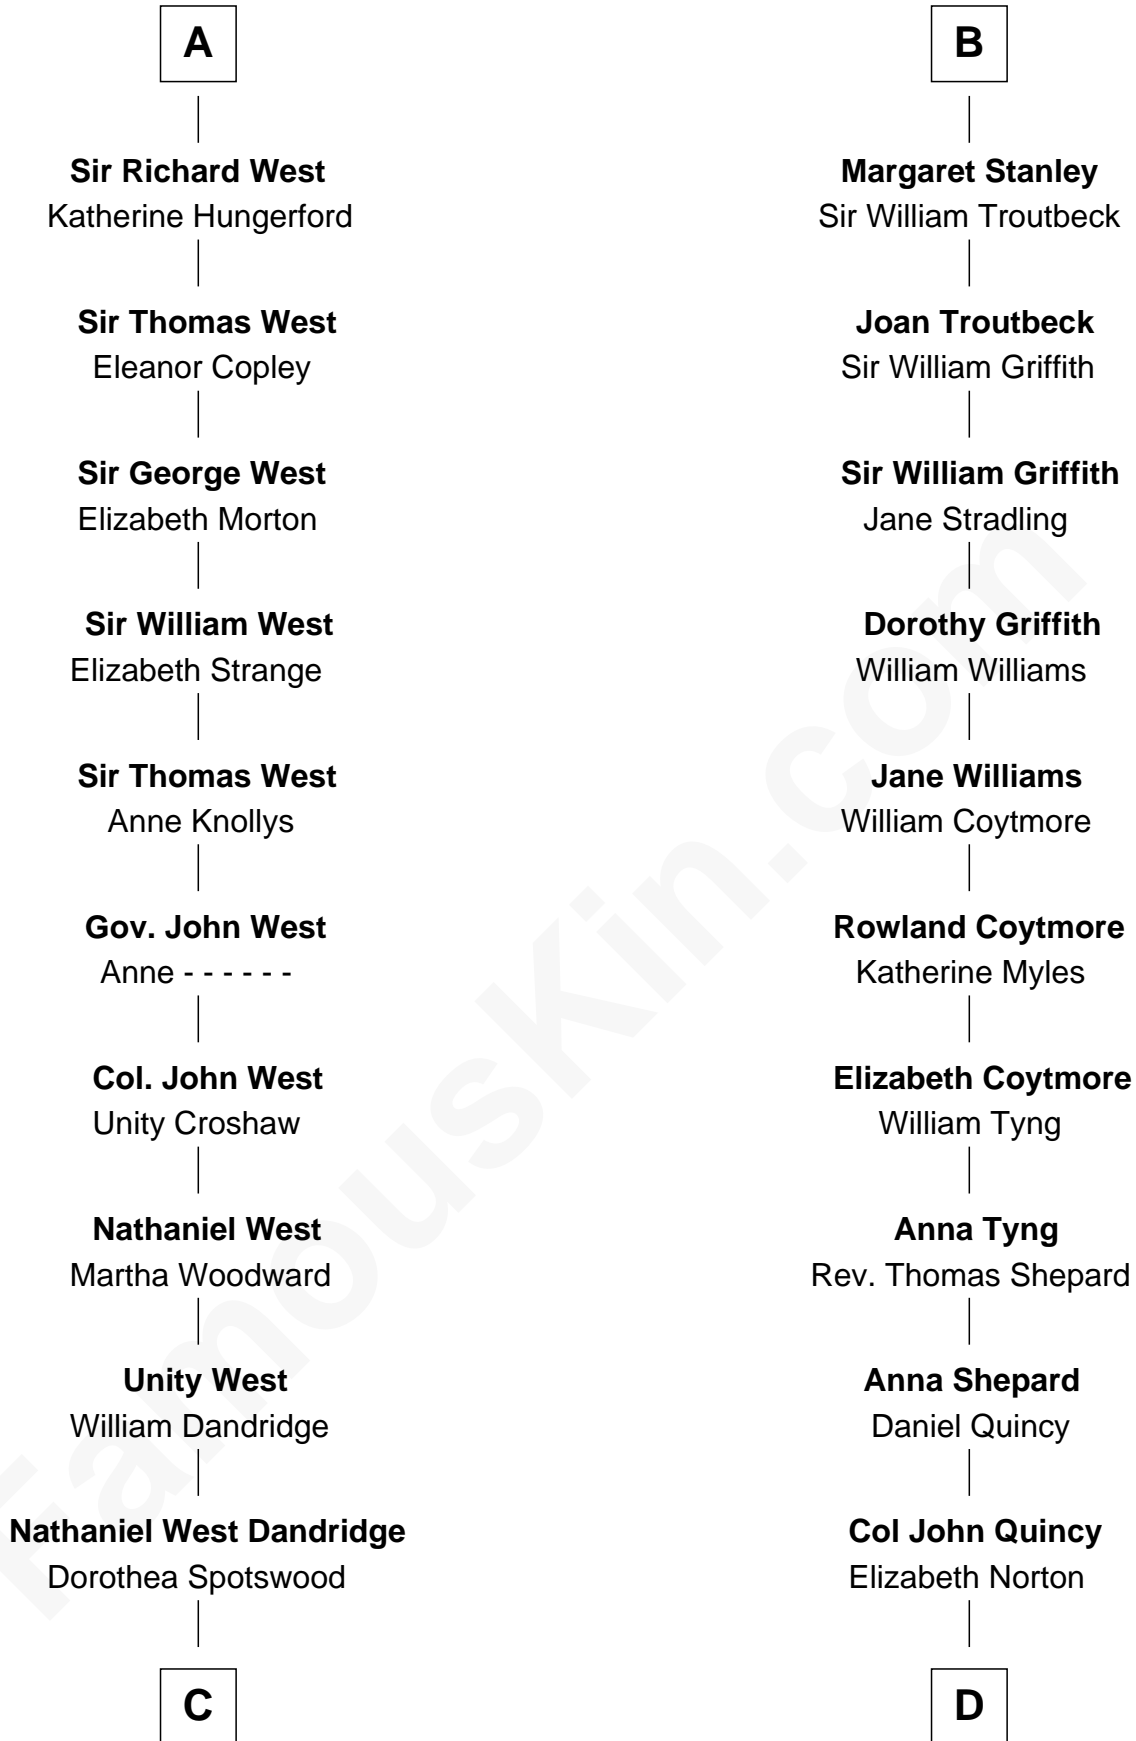 A
Sir Richard West
Katherine Hungerford
Sir Thomas West
Eleanor Copley
Sir George West
Elizabeth Morton
Sir William West
Elizabeth Strange
Sir Thomas West
Anne Knollys
Gov. John West
Anne - - - - - -
Col. John West
Unity Croshaw
Nathaniel West
Martha Woodward
Unity West
William Dandridge
Nathaniel West Dandridge
Dorothea Spotswood
C
B
Margaret Stanley
Sir William Troutbeck
Joan Troutbeck
Sir William Griffith
Sir William Griffith
Jane Stradling
Dorothy Griffith
William Williams
Jane Williams
William Coytmore
Rowland Coytmore
Katherine Myles
Elizabeth Coytmore
William Tyng
Anna Tyng
Rev. Thomas Shepard
Anna Shepard
Daniel Quincy
Col John Quincy
Elizabeth Norton
D
FamousKin.com